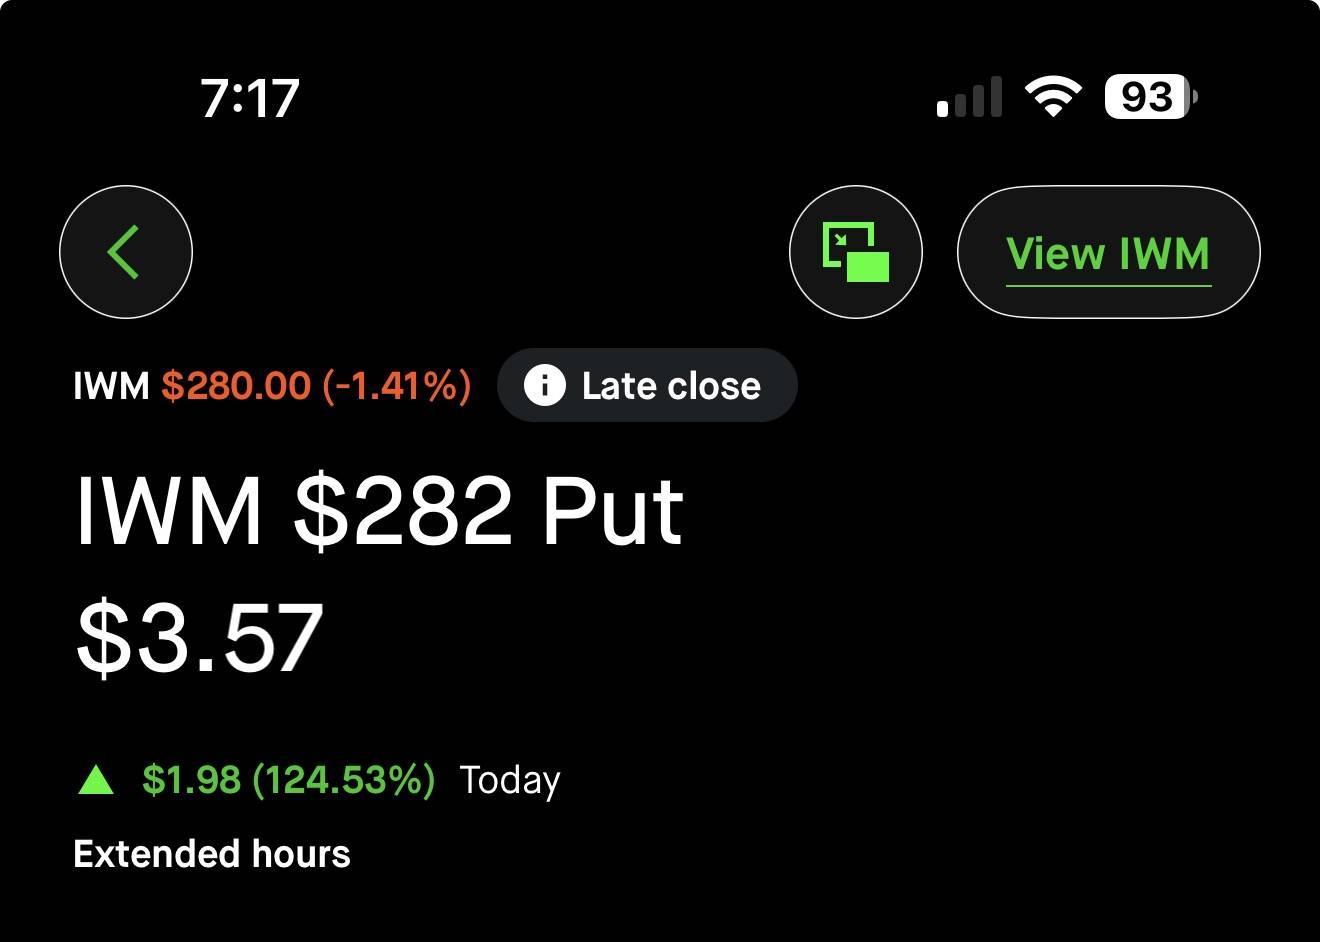 7:17
93
View IWM
IWM $280.00 (-1.41%) Late close
IWM $282 Put
$3.57
$1.98 (124.53%) Today
Extended hours